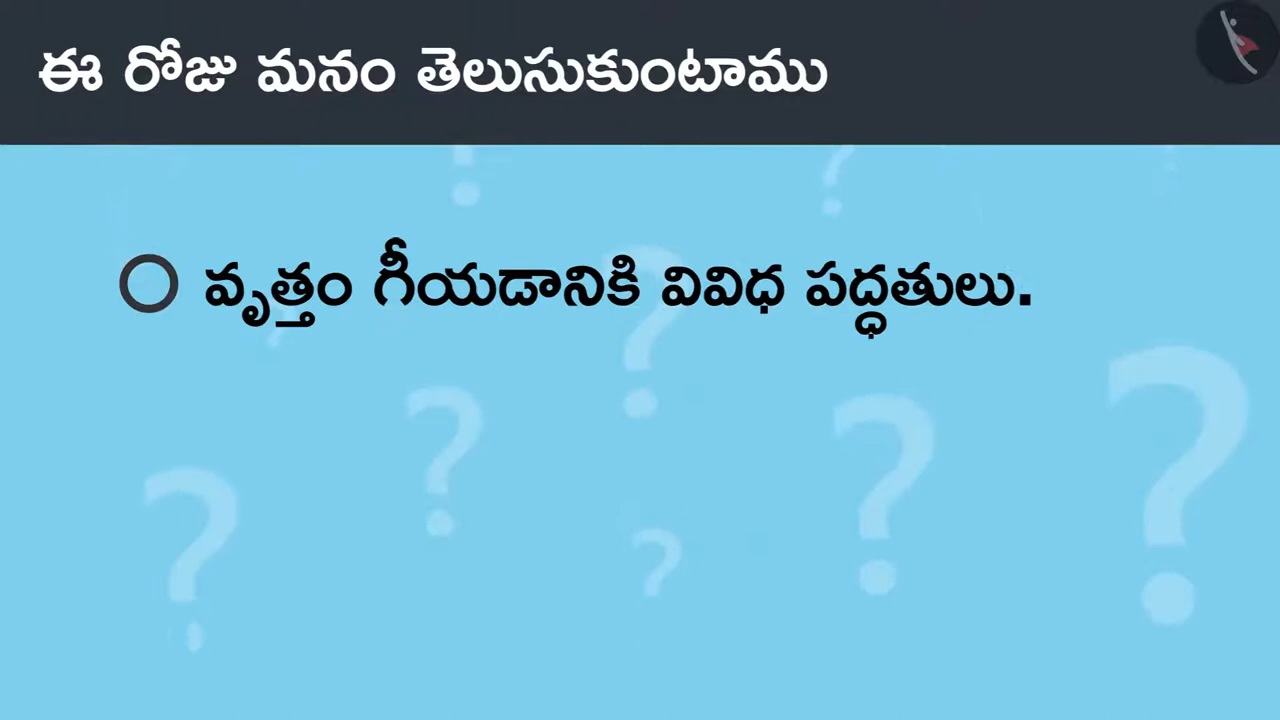 ఈ రోజు మనం తెలుసుకుంటాము
వృత్తం గీయడానికి వివిధ పద్ధతులు.